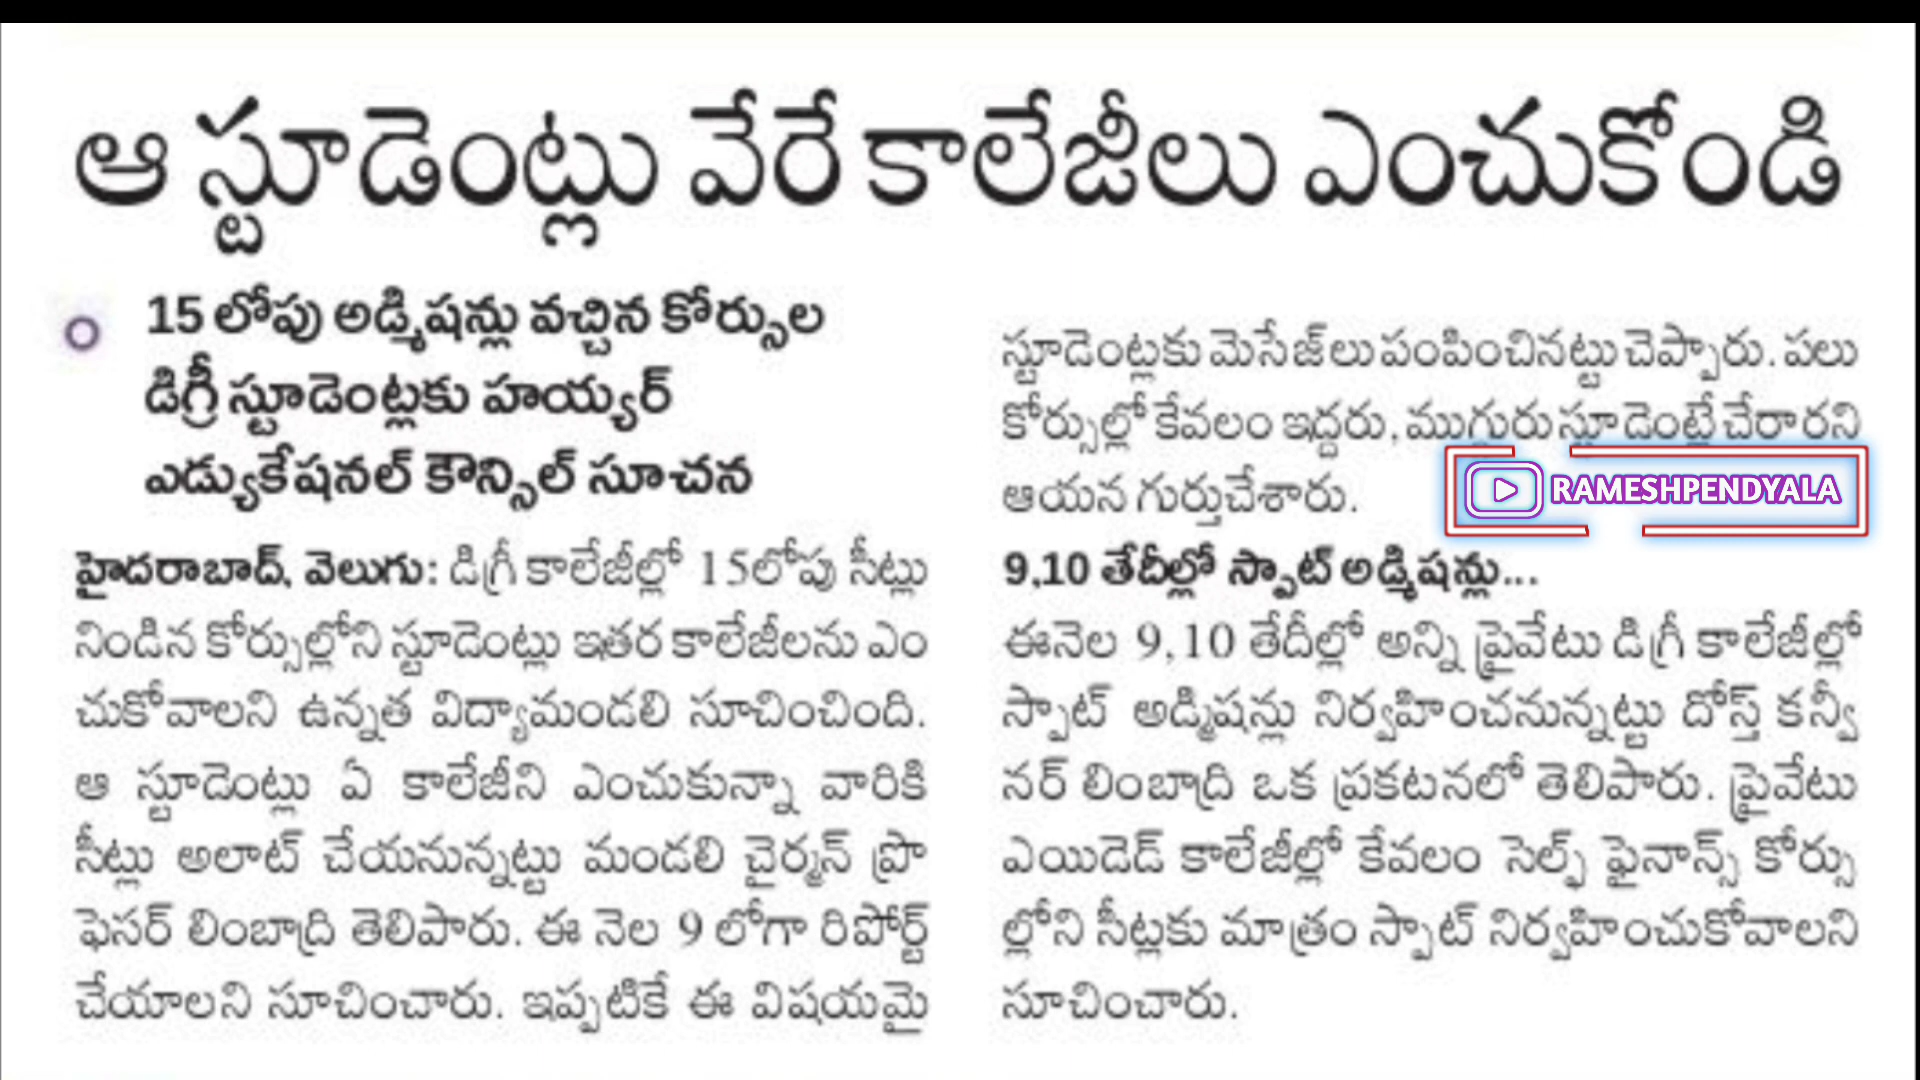 ఆ స్టూడెంట్లు వేరే కాలేజీలు ఎంచుకోండి
15 లోపు అడ్మిషన్లు వచ్చిన కోర్సుల
డిగ్రీ స్టూడెంట్లకు హయ్యర్
ఎడ్యుకేషనల్ కౌన్సిల్ సూచన
హైదరాబాద్, వెలుగు: డిగ్రీ కాలేజీల్లో 15లోపు సీట్లు
నిండిన కోర్సుల్లోని స్టూడెంట్లు ఇతర కాలేజీలను ఎం
చుకోవాలని ఉన్నత విద్యామండలి సూచించింది.
ఆ స్టూడెంట్లు ఏ కాలేజీని ఎంచుకున్నా వారికి
సీట్లు అలాట్ చేయనున్నట్టు మండలి చైర్మన్ ప్రొ
ఫెసర్ లింబాద్రి తెలిపారు. ఈ నెల 9 లోగా రిపోర్ట్
చేయాలని సూచించారు. ఇప్పటికే ఈ విషయమై
స్టూడెంట్లకు మెసేజ్‌లు పంపించినట్టు చెప్పారు. పలు
కోర్సుల్లో కేవలం ఇద్దరు, ముగ్గురు స్టూడెంట్లే చేరారని
ఆయన గుర్తుచేశారు.
RAMESHPENDYALA
9,10 తేదీల్లో స్పాట్ అడ్మిషన్లు...
ఈనెల 9,10 తేదీల్లో అన్ని ప్రైవేటు డిగ్రీ కాలేజీల్లో
స్పాట్ అడ్మిషన్లు నిర్వహించనున్నట్టు దోస్త్ కన్వీ
నర్ లింబాద్రి ఒక ప్రకటనలో తెలిపారు. ప్రైవేటు
ఎయిడెడ్ కాలేజీల్లో కేవలం సెల్ఫ్ ఫైనాన్స్ కోర్సు
ల్లోని సీట్లకు మాత్రం స్పాట్ నిర్వహించుకోవాలని
సూచించారు.